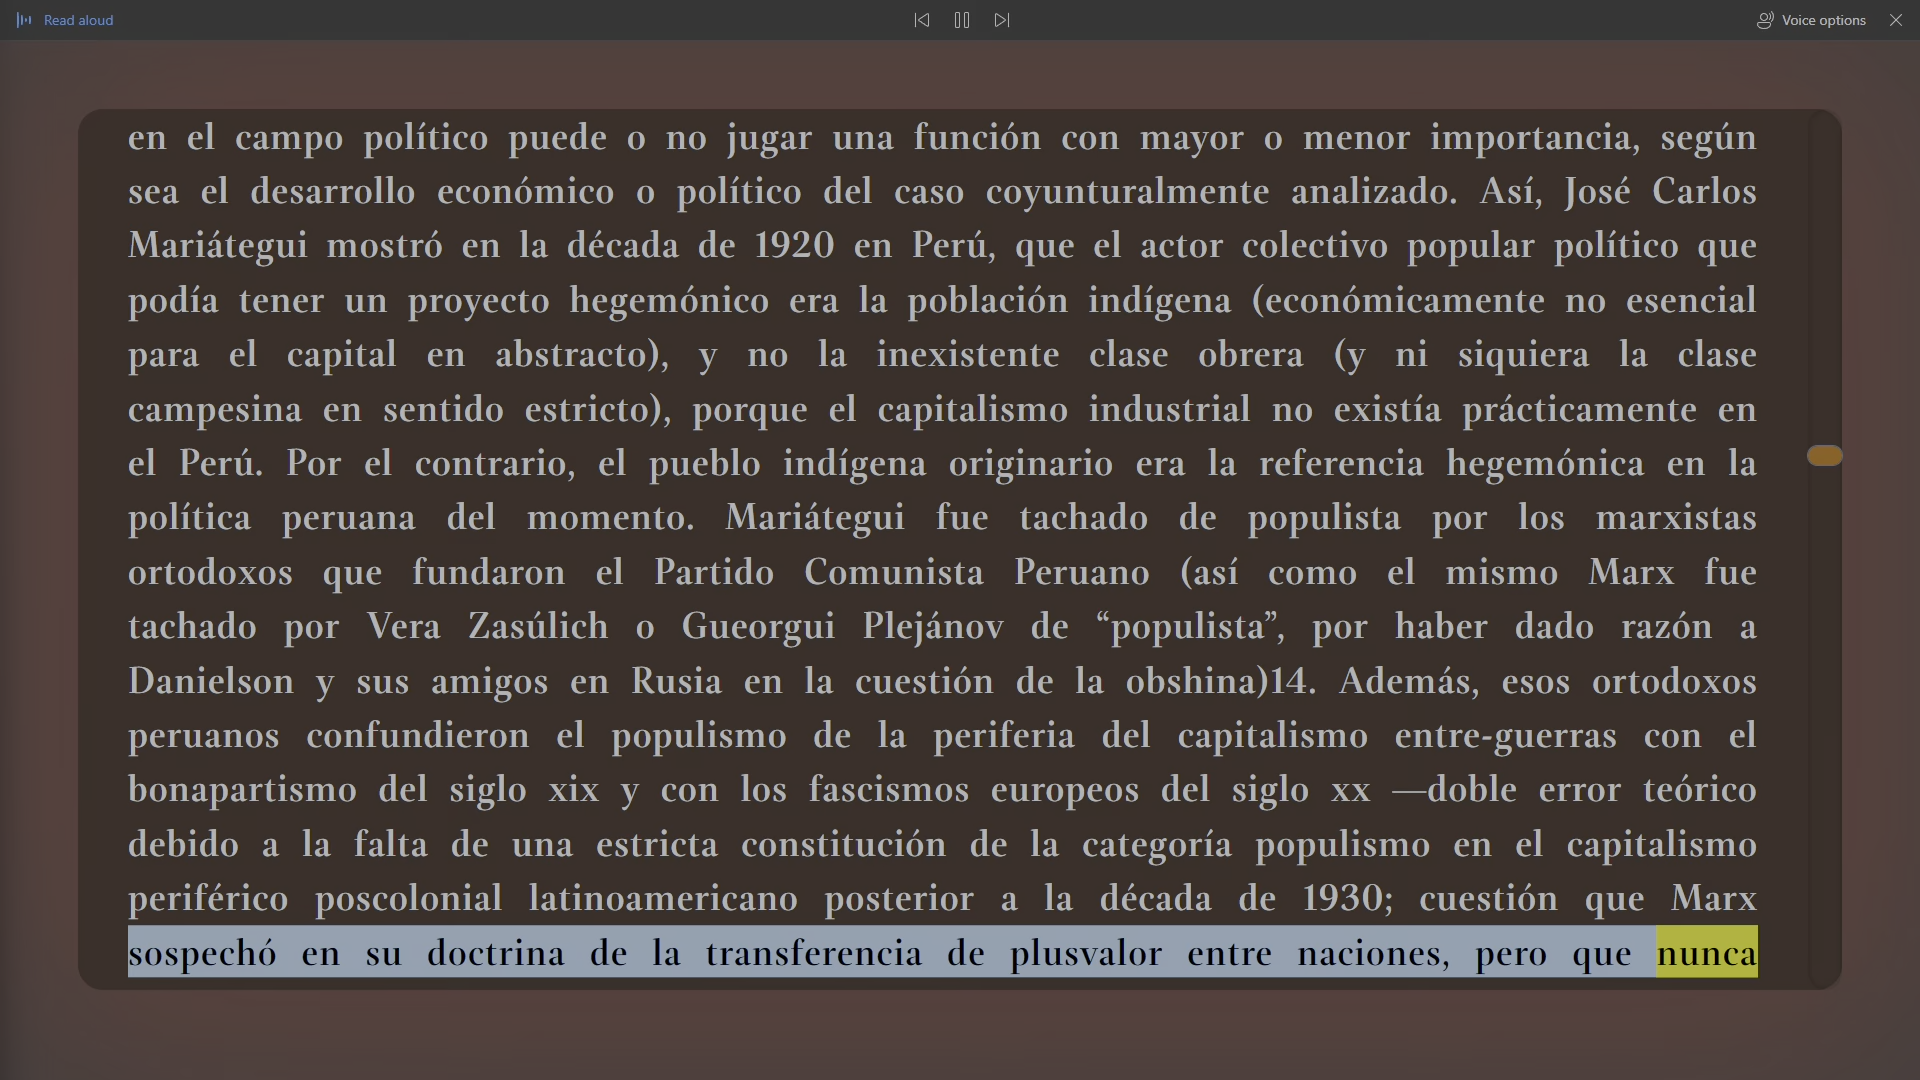 Read aloud
Voice options
en el campo político puede o no jugar una función con mayor o menor importancia, según
sea el desarrollo económico o político del caso coyunturalmente analizado. Así, José Carlos
Mariátegui mostró en la década de 1920 en Perú, que el actor colectivo popular político que
podía tener un proyecto hegemónico era la población indígena (económicamente no esencial
para el capital en abstracto), y no la inexistente clase obrera (y ni siquiera la clase
campesina en sentido estricto), porque el capitalismo industrial no existía prácticamente en
el Perú. Por el contrario, el pueblo indígena originario era la referencia hegemónica en la
política peruana del momento. Mariátegui fue tachado de populista por los marxistas
ortodoxos que fundaron el Partido Comunista Peruano (así como el mismo Marx fue
tachado por Vera Zasúlich o Gueorgui Plejánov de “populista”, por haber dado razón a
Danielson y sus amigos en Rusia en la cuestión de la obshina)14. Además, esos ortodoxos
peruanos confundieron el populismo de la periferia del capitalismo entre-guerras con el
bonapartismo del siglo xix y con los fascismos europeos del siglo xx —doble error teórico
debido a la falta de una estricta constitución de la categoría populismo en el capitalismo
periférico poscolonial latinoamericano posterior a la década de 1930; cuestión que Marx
sospechó en su doctrina de la transferencia de plusvalor entre naciones, pero que nunca